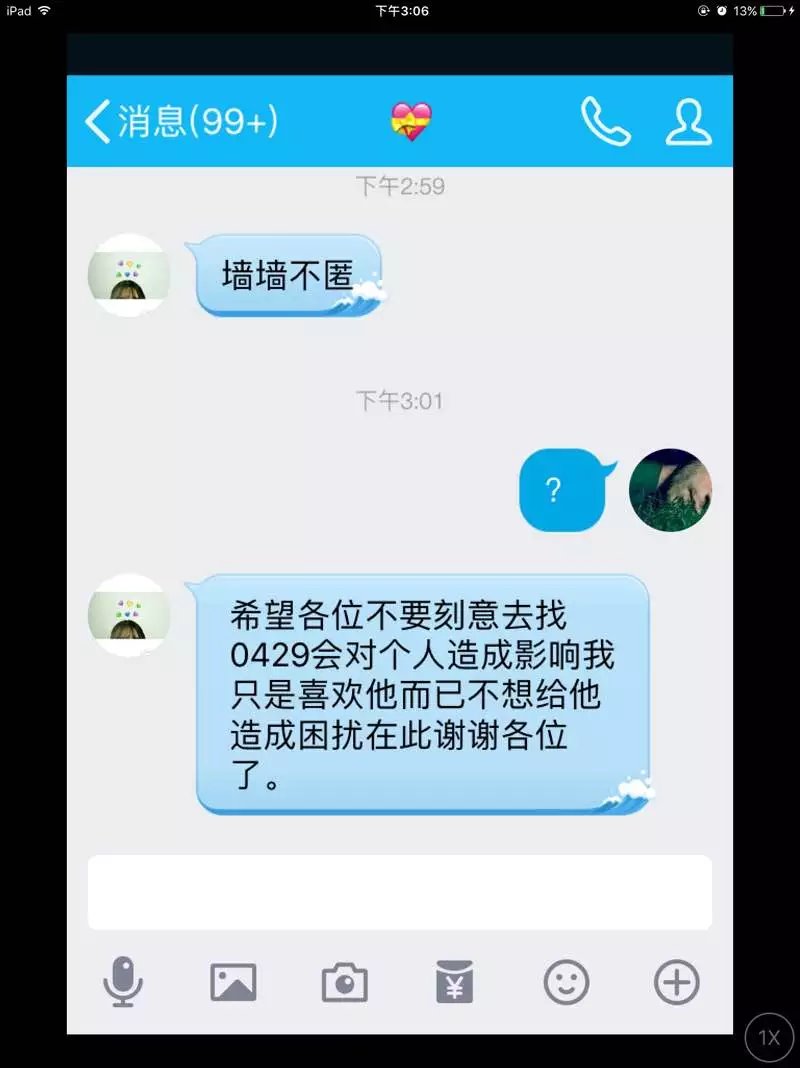 iPad 下午3:06 13%
消息(99+)
下午2:59
墙墙不匿
下午3:01
?
希望各位不要刻意去找
0429会对个人造成影响我
只是喜欢他而已不想给他
造成困扰在此谢谢各位
了。
¥
1X